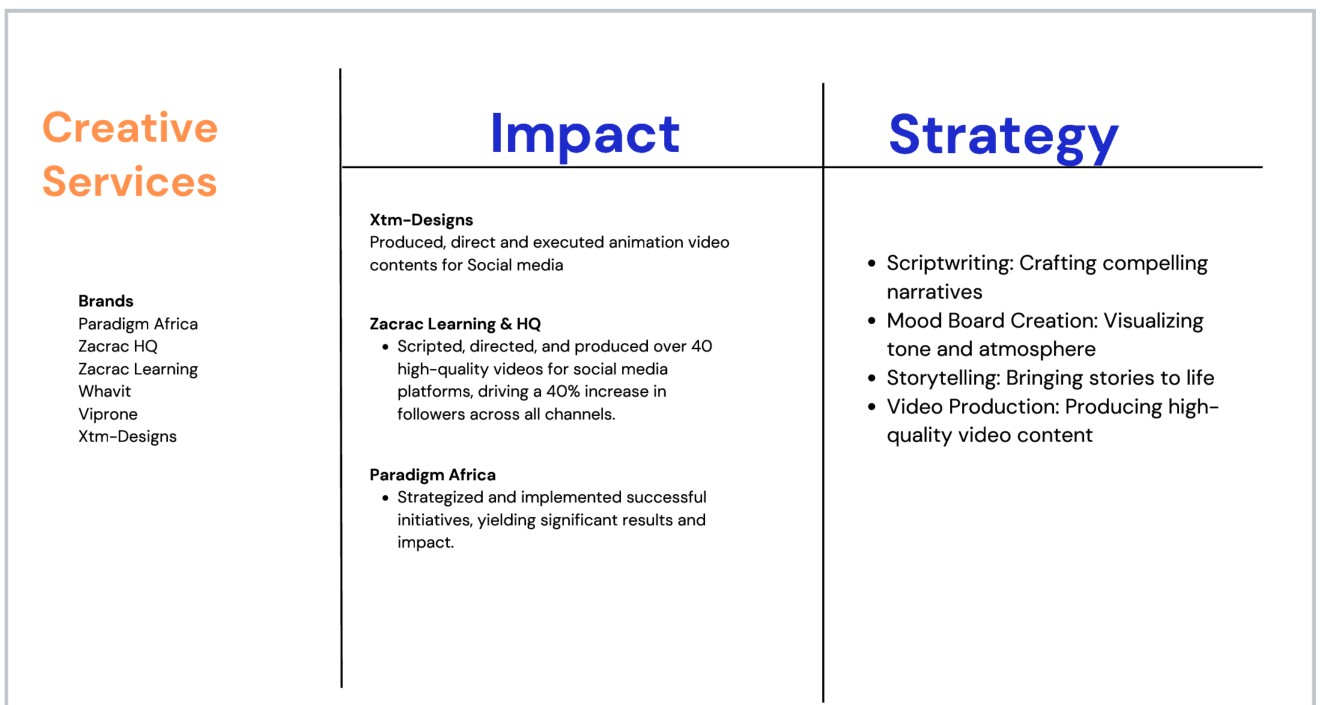 Creative
Services
Brands
Paradigm Africa
Zacrac HQ
Zacrac Learning
Whavit
Viprone
Xtm-Designs
Impact
Xtm-Designs
Produced, direct and executed animation video
contents for Social media
Zacrac Learning & HQ
• Scripted, directed, and produced over 40
high-quality videos for social media
platforms, driving a 40% increase in
followers across all channels.
Paradigm Africa
• Strategized and implemented successful
initiatives, yielding significant results and
impact.
Strategy
• Scriptwriting: Crafting compelling
narratives
• Mood Board Creation: Visualizing
tone and atmosphere
• Storytelling: Bringing stories to life
• Video Production: Producing high-
quality video content